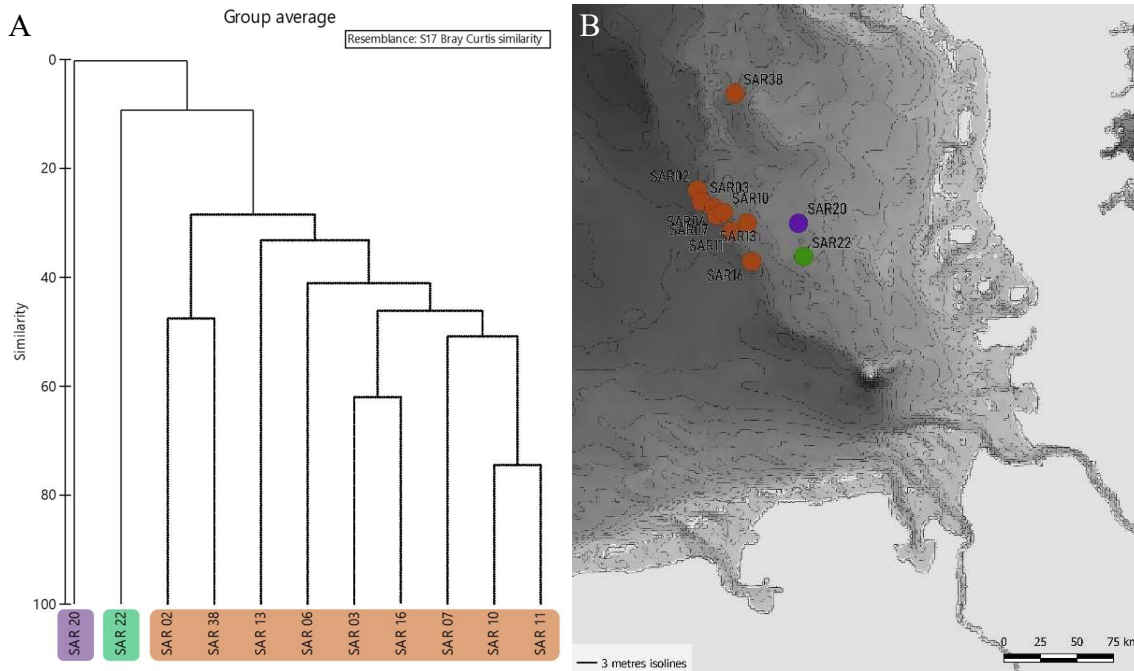 A
Group average
Resemblance: S17 Bray Curtis similarity
Similarity
0
20
40
60
80
100
SAR 20
SAR 22
SAR 02
SAR 38
SAR 13
SAR 06
SAR 03
SAR 16
SAR 07
SAR 10
SAR 11
B
SAR38
SAR02
SAR03
SAR10
SAR06
SAR07
SAR11
SAR13
SAR16
SAR20
SAR22
0 25 50 75 km
3 metres isolines